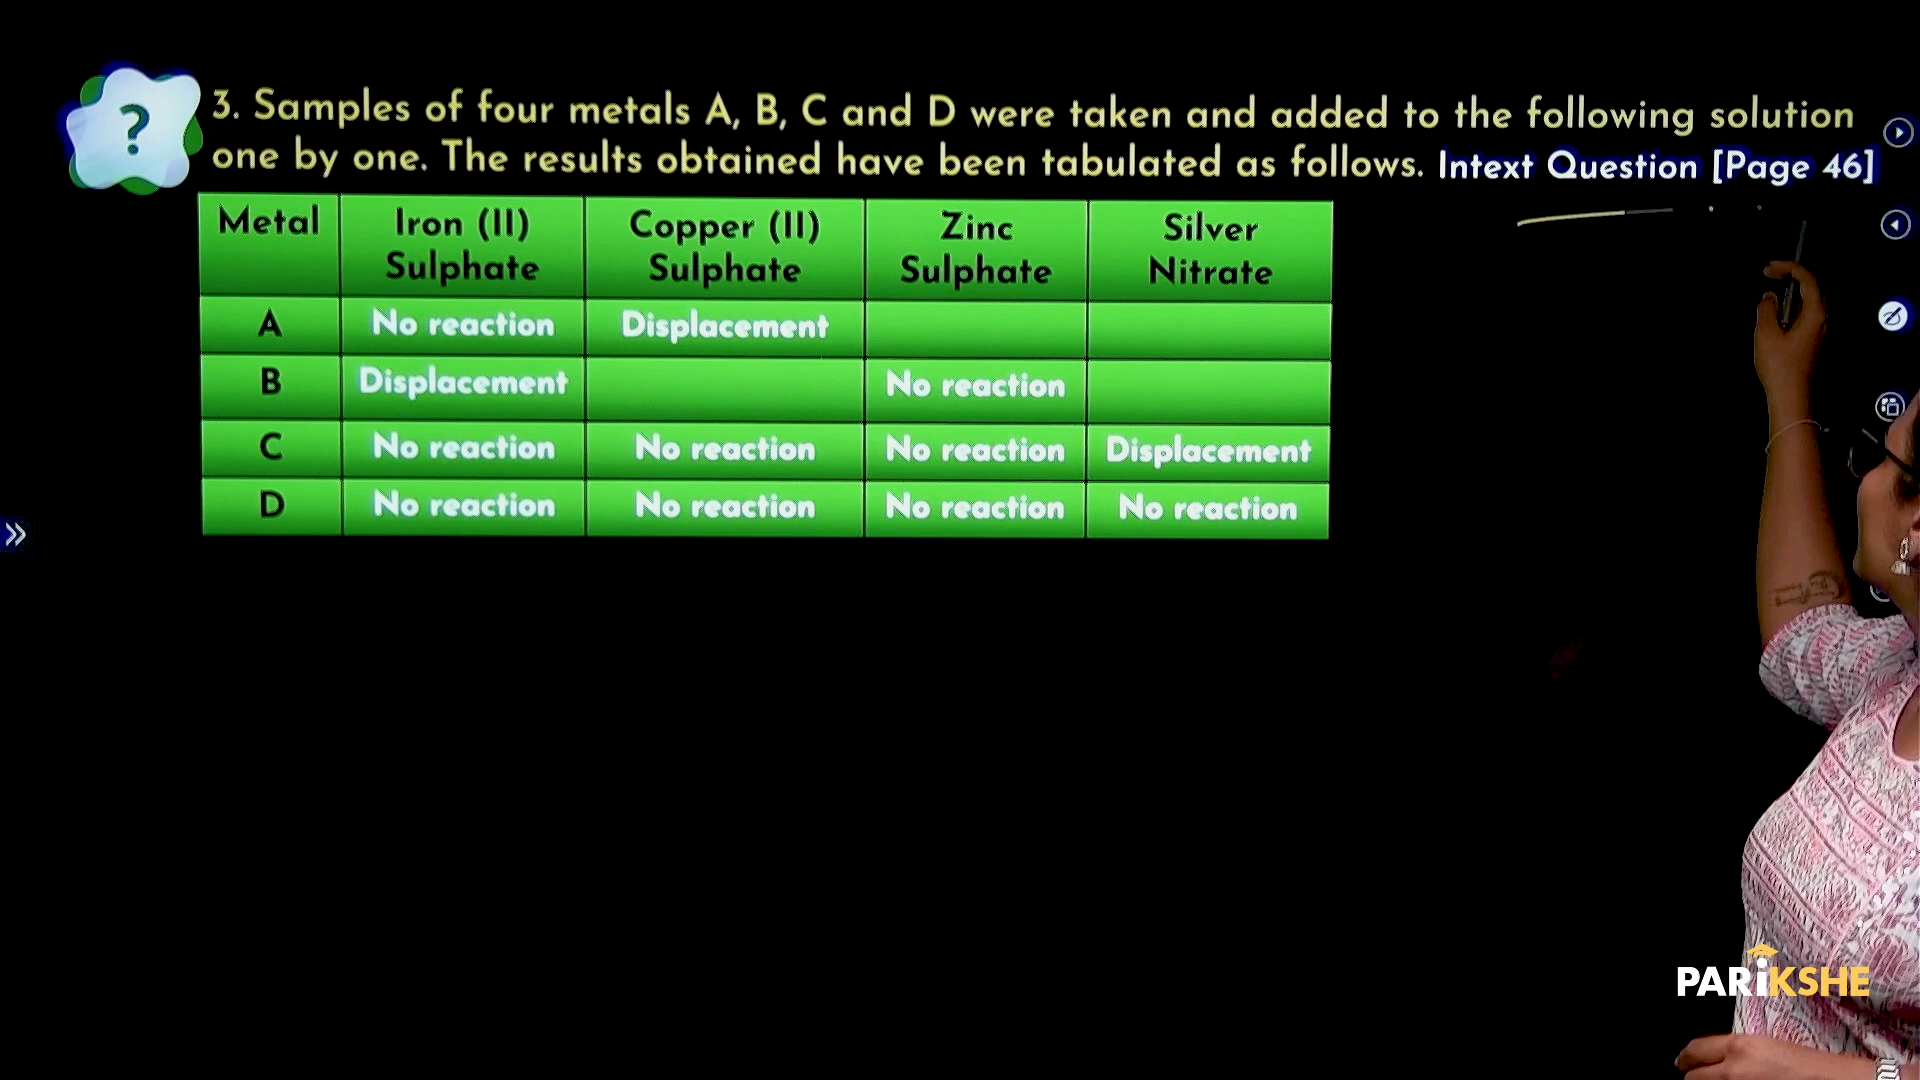 ?
3. Samples of four metals A, B, C and D were taken and added to the following solution
one by one. The results obtained have been tabulated as follows. Intext Question [Page 46]
Metal Iron (II) Sulphate Copper (II) Sulphate Zinc Sulphate Silver Nitrate
A No reaction Displacement
B Displacement No reaction
C No reaction No reaction No reaction Displacement
D No reaction No reaction No reaction No reaction
PARIKSHE